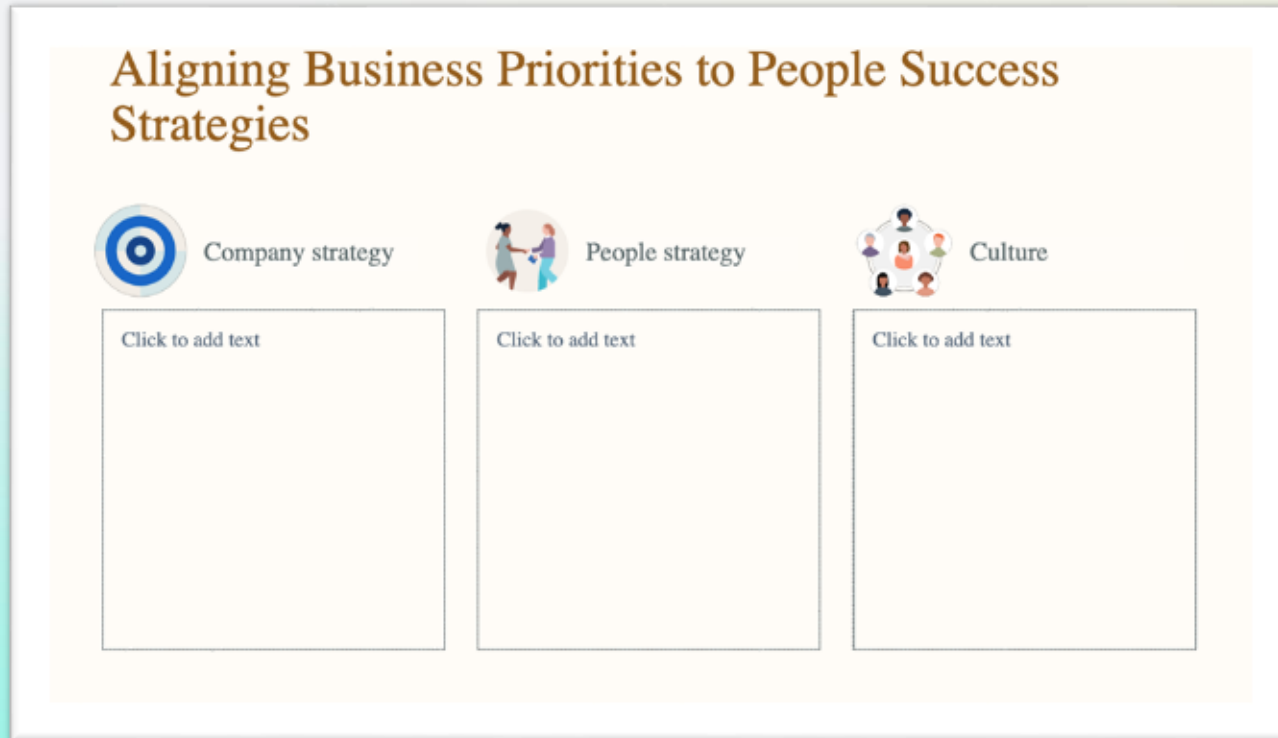 Aligning Business Priorities to People Success
Strategies
Company strategy
People strategy
Culture
Click to add text
Click to add text
Click to add text